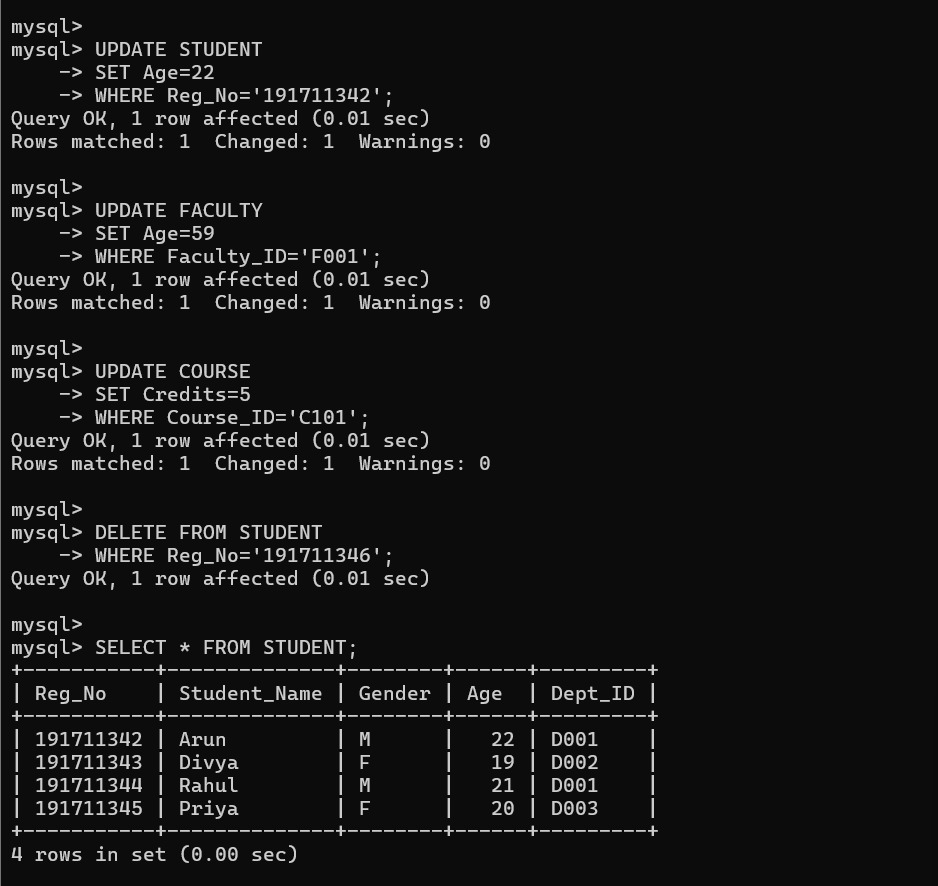 mysql>
mysql> UPDATE STUDENT
    -> SET Age=22
    -> WHERE Reg_No='191711342';
Query OK, 1 row affected (0.01 sec)
Rows matched: 1  Changed: 1  Warnings: 0

mysql>
mysql> UPDATE FACULTY
    -> SET Age=59
    -> WHERE Faculty_ID='F001';
Query OK, 1 row affected (0.01 sec)
Rows matched: 1  Changed: 1  Warnings: 0

mysql>
mysql> UPDATE COURSE
    -> SET Credits=5
    -> WHERE Course_ID='C101';
Query OK, 1 row affected (0.01 sec)
Rows matched: 1  Changed: 1  Warnings: 0

mysql>
mysql> DELETE FROM STUDENT
    -> WHERE Reg_No='191711346';
Query OK, 1 row affected (0.01 sec)

mysql>
mysql> SELECT * FROM STUDENT;
+-----------+--------------+--------+------+---------+
| Reg_No    | Student_Name | Gender | Age  | Dept_ID |
+-----------+--------------+--------+------+---------+
| 191711342 | Arun         | M      |   22 | D001    |
| 191711343 | Divya        | F      |   19 | D002    |
| 191711344 | Rahul        | M      |   21 | D001    |
| 191711345 | Priya        | F      |   20 | D003    |
+-----------+--------------+--------+------+---------+
4 rows in set (0.00 sec)